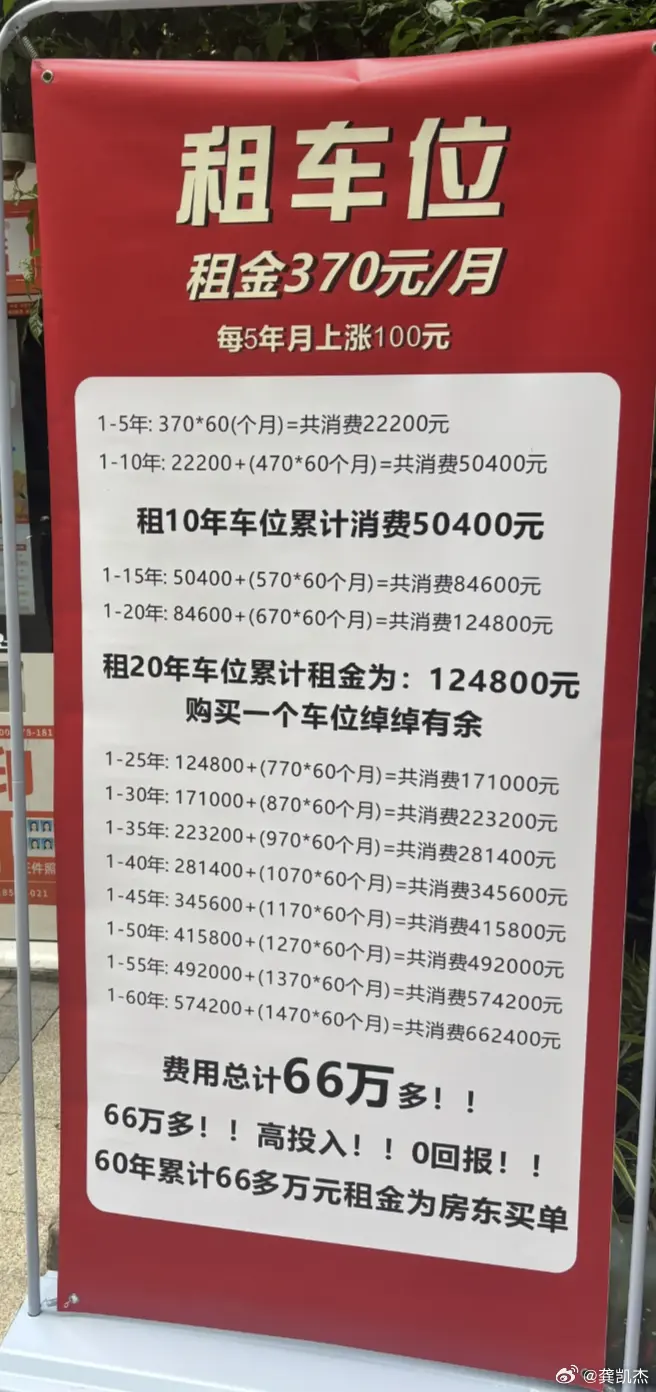 租车位
租金370元/月
每5年月上涨100元
1-5年: 370*60(个月)=共消费22200元
1-10年: 22200+(470*60个月)=共消费50400元
租10年车位累计消费50400元
1-15年: 50400+(570*60个月)=共消费84600元
1-20年: 84600+(670*60个月)=共消费124800元
租20年车位累计租金为：124800元
购买一个车位绰绰有余
1-25年: 124800+(770*60个月)=共消费171000元
1-30年: 171000+(870*60个月)=共消费223200元
1-35年: 223200+(970*60个月)=共消费281400元
1-40年: 281400+(1070*60个月)=共消费345600元
1-45年: 345600+(1170*60个月)=共消费415800元
1-50年: 415800+(1270*60个月)=共消费492000元
1-55年: 492000+(1370*60个月)=共消费574200元
1-60年: 574200+(1470*60个月)=共消费662400元
费用总计66万多！！
66万多！！高投入！！0回报！！
60年累计66多万元租金为房东买单
印
@龚凯杰